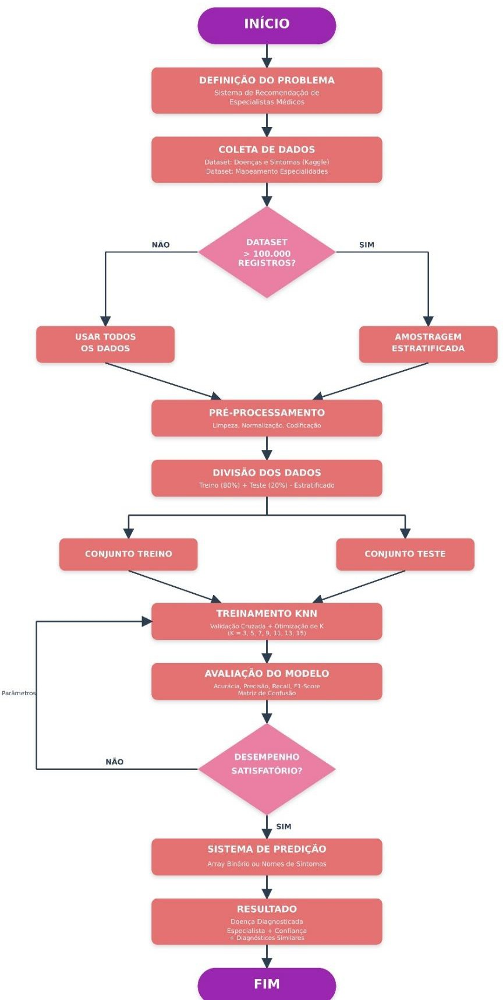 INÍCIO
DEFINIÇÃO DO PROBLEMA
Sistema de Recomendação de
Especialistas Médicos
COLETA DE DADOS
Dataset: Doenças e Sintomas (Kaggle)
Dataset: Mapeamento Especialidades
DATASET
> 100.000
REGISTROS?
NÃO
SIM
USAR TODOS
OS DADOS
AMOSTRAGEM
ESTRATIFICADA
PRÉ-PROCESSAMENTO
Limpeza, Normalização, Codificação
DIVISÃO DOS DADOS
Treino (80%) + Teste (20%) - Estratificado
CONJUNTO TREINO
CONJUNTO TESTE
TREINAMENTO KNN
Validação Cruzada + Otimização de K
(K = 3, 5, 7, 9, 11, 13, 15)
AVALIAÇÃO DO MODELO
Acurácia, Precisão, Recall, F1-Score
Matriz de Confusão
Parâmetros
DESEMPENHO
SATISFATÓRIO?
NÃO
SIM
SISTEMA DE PREDIÇÃO
Array Binário ou Nomes de Sintomas
RESULTADO
Doença Diagnosticada
Especialista + Confiança
+ Diagnósticos Similares
FIM